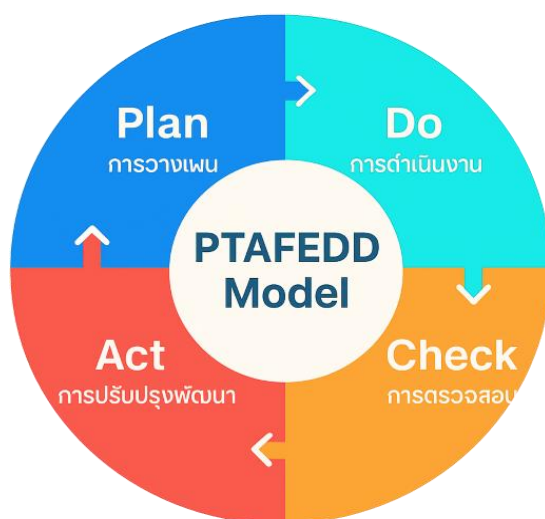 Plan
การวางเพน
Do
การดำเนินงาน
PTAFEDD
Model
Act
การปรับปรุงพัฒนา
Check
การตรวจสอบ